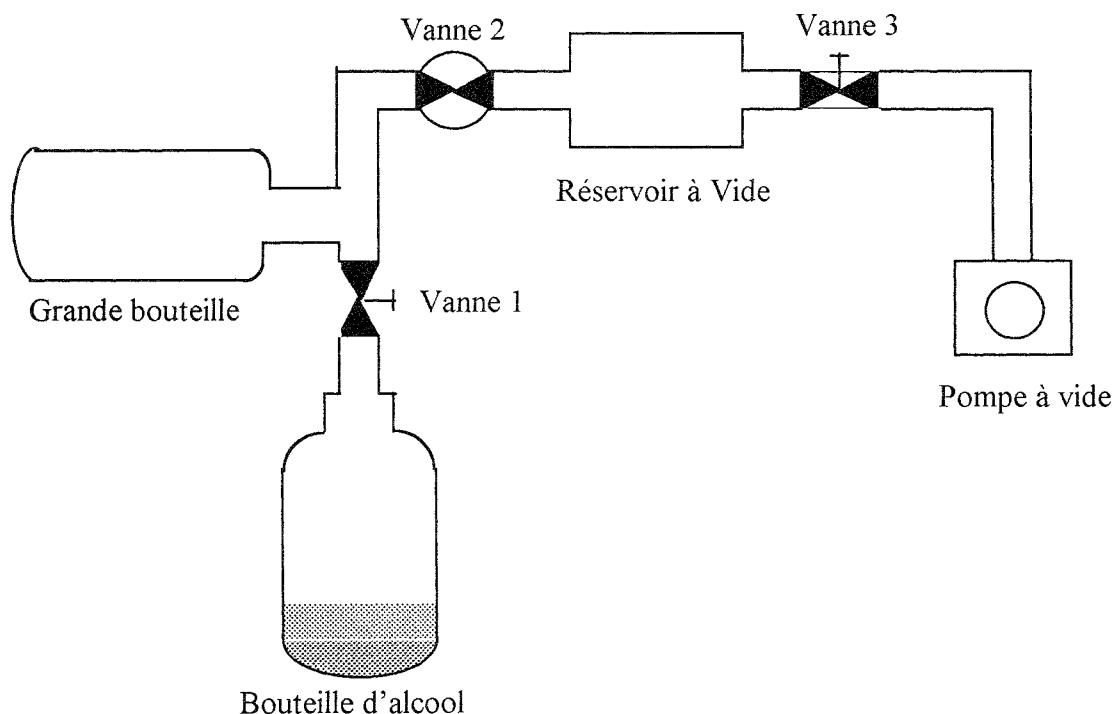 Vanne 2
Vanne 3
Réservoir à Vide
Grande bouteille
Vanne 1
Pompe à vide
Bouteille d'alcool